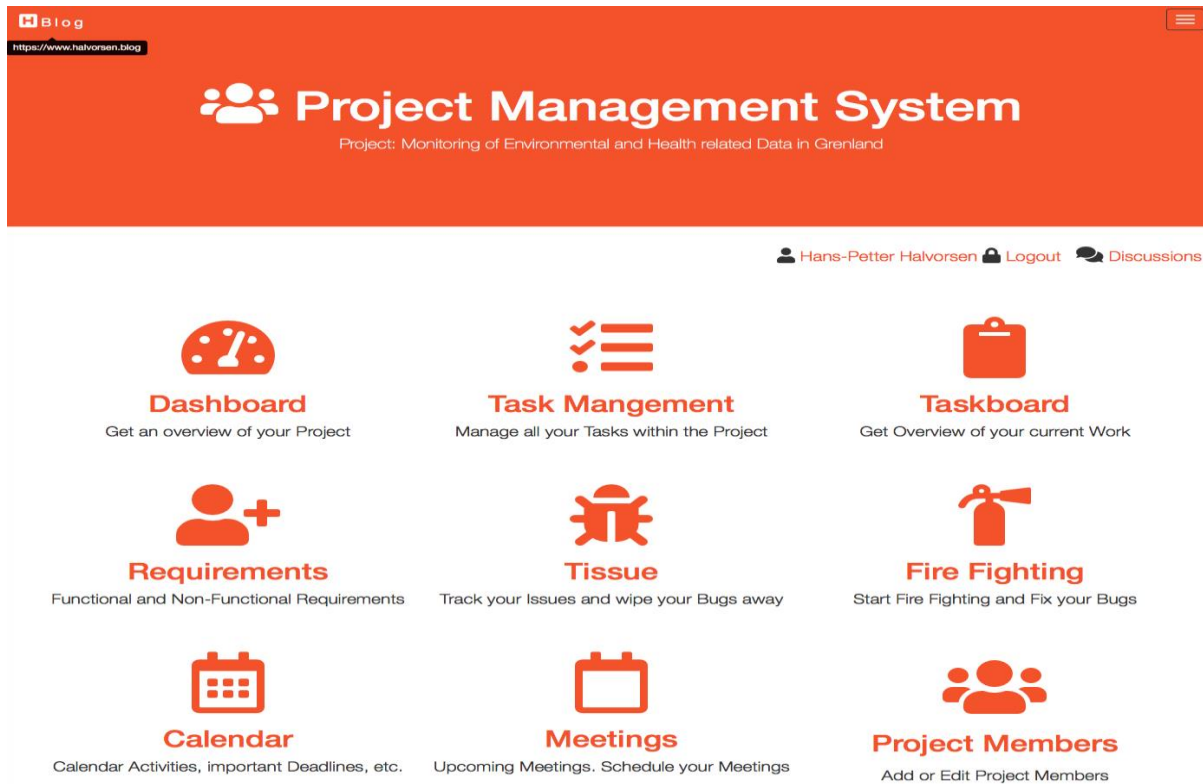 H Blog
https://www.halvorsen.blog
Project Management System
Project: Monitoring of Environmental and Health related Data in Grenland
Hans-Petter Halvorsen Logout Discussions
Dashboard Task Mangement Taskboard
Get an overview of your Project Manage all your Tasks within the Project Get Overview of your current Work
Requirements Tissue Fire Fighting
Functional and Non-Functional Requirements Track your Issues and wipe your Bugs away Start Fire Fighting and Fix your Bugs
Calendar Meetings Project Members
Calendar Activities, important Deadlines, etc. Upcoming Meetings. Schedule your Meetings Add or Edit Project Members